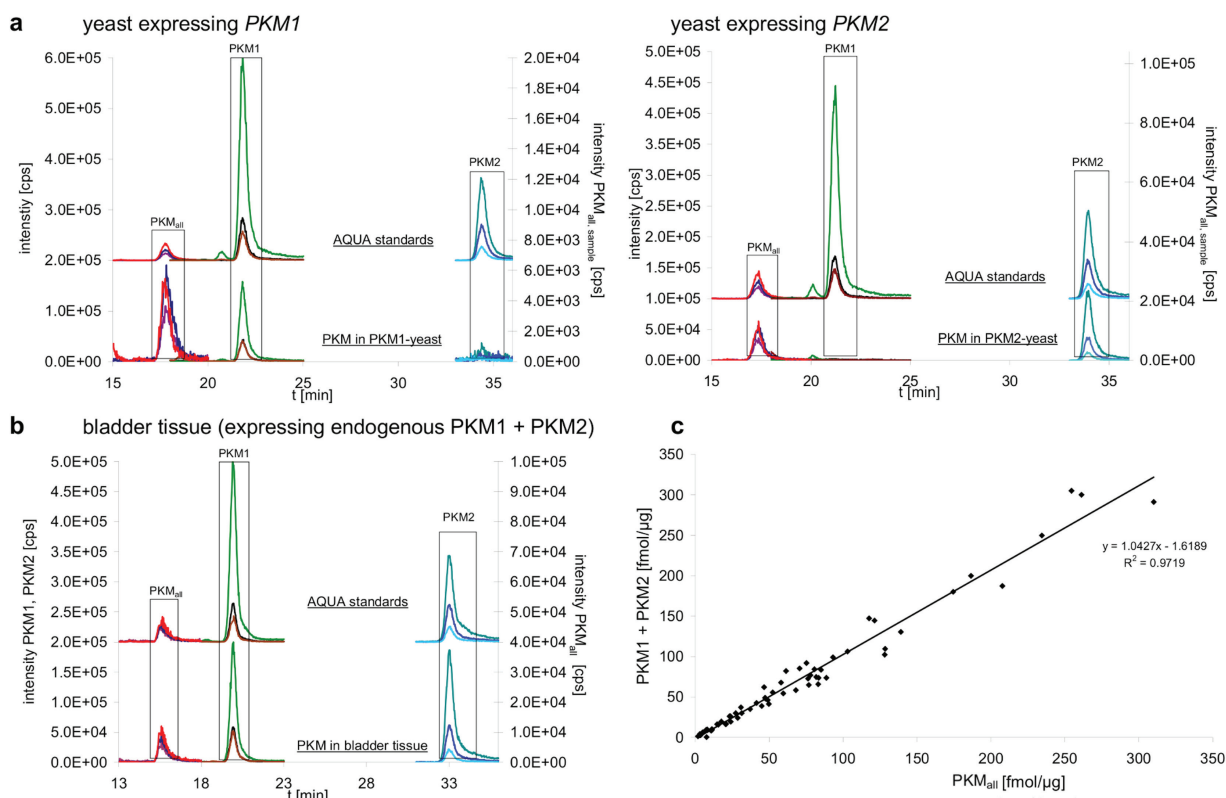 a
yeast expressing PKM1
yeast expressing PKM2
6.0E+05
5.0E+05
4.0E+05
3.0E+05
2.0E+05
2.0E+05
1.0E+05
0.0E+00
intenstiy [cps]
PKMall
PKM1
PKM2
AQUA standards
PKM in PKM1-yeast
2.0E+04
1.8E+04
1.6E+04
1.4E+04
1.2E+04
1.0E+04
8.0E+03
6.0E+03
4.0E+03
2.0E+03
0.0E+00
intensity PKMall, sample [cps]
15 20 25 30 35
t [min]
5.0E+05
4.5E+05
4.0E+05
3.5E+05
3.0E+05
2.5E+05
2.0E+05
1.5E+05
1.0E+05
5.0E+04
0.0E+00
intensity [cps]
PKMall
PKM1
PKM2
AQUA standards
PKM in PKM2-yeast
1.0E+05
8.0E+04
6.0E+04
4.0E+04
2.0E+04
0.0E+00
intensity PKMall, sample [cps]
15 20 25 30 35
t [min]
b
bladder tissue (expressing endogenous PKM1 + PKM2)
5.0E+05
4.5E+05
4.0E+05
3.5E+05
3.0E+05
2.5E+05
2.0E+05
1.5E+05
1.0E+05
5.0E+04
0.0E+00
intensity PKM1, PKM2 [cps]
PKMall
PKM1
PKM2
AQUA standards
PKM in bladder tissue
1.0E+05
9.0E+04
8.0E+04
7.0E+04
6.0E+04
5.0E+04
4.0E+04
3.0E+04
2.0E+04
1.0E+04
0.0E+00
intensity PKMall [cps]
13 18 23 28 33
t [min]
c
350
300
250
200
150
100
50
0
PKM1 + PKM2 [fmol/µg]
y = 1.0427x - 1.6189
R2 = 0.9719
0 50 100 150 200 250 300 350
PKMall [fmol/µg]